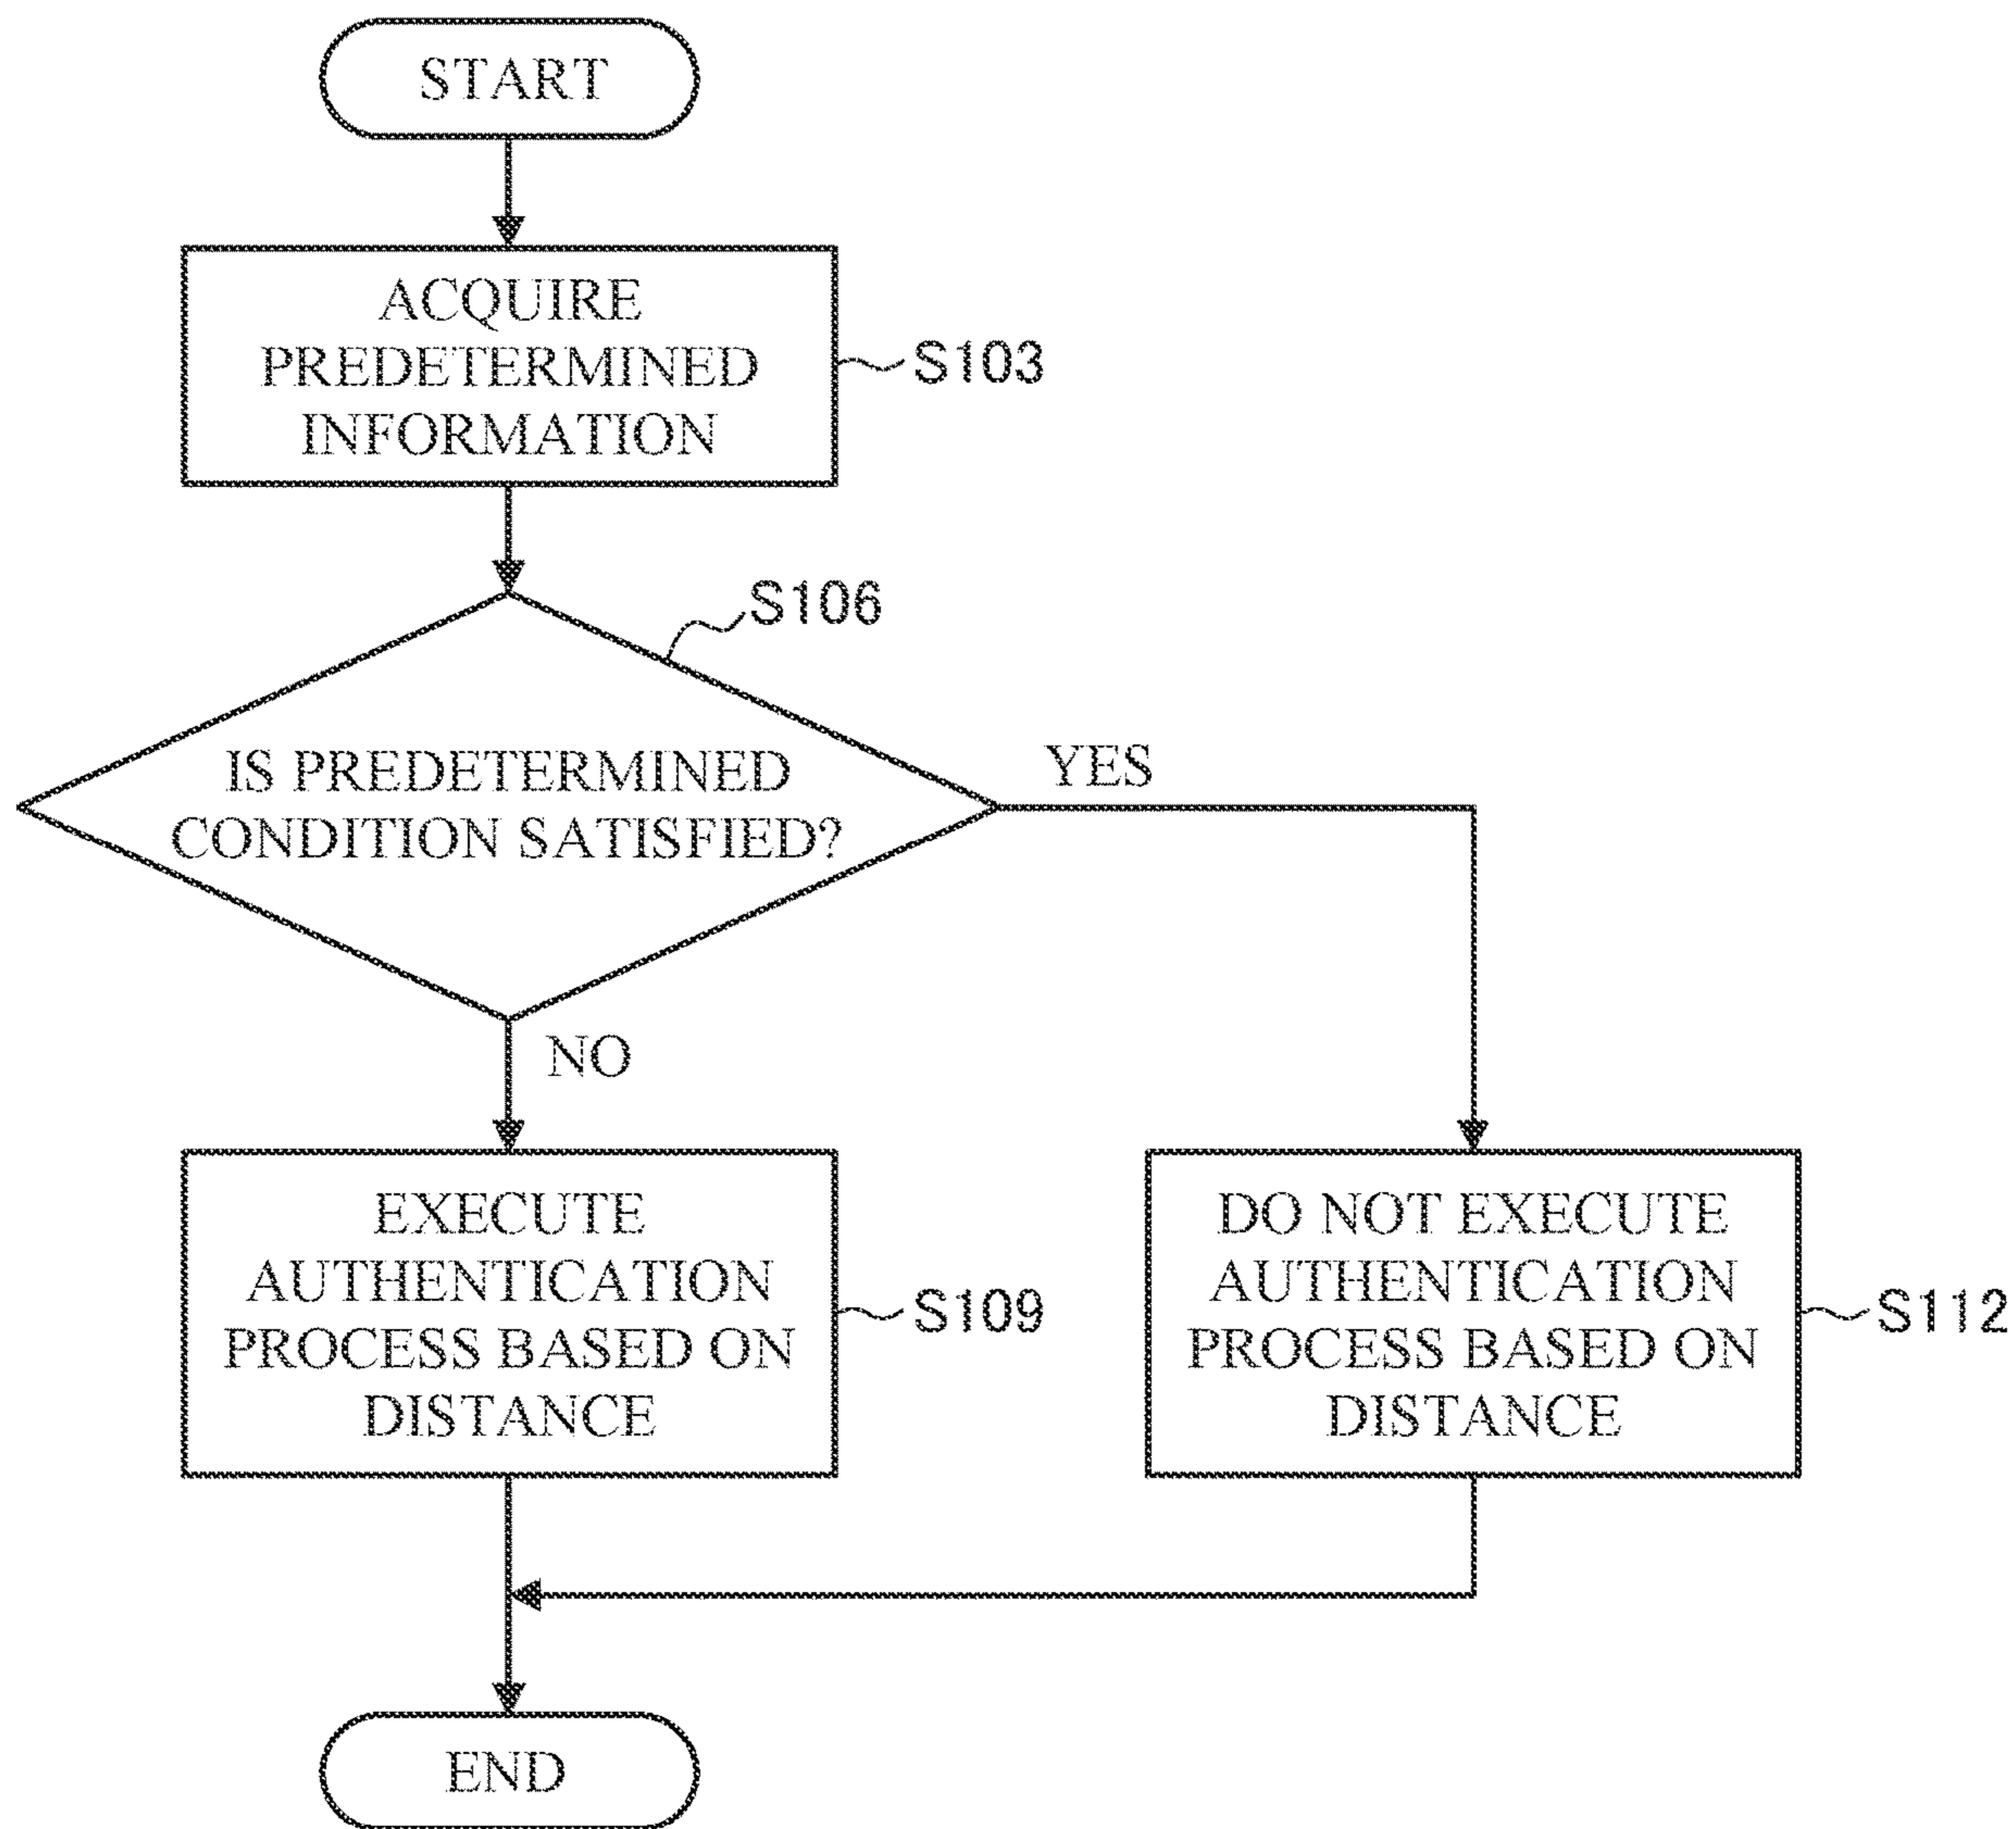 START
ACQUIRE
PREDETERMINED
INFORMATION
S103
S106
IS PREDETERMINED
CONDITION SATISFIED?
YES
NO
EXECUTE
AUTHENTICATION
PROCESS BASED ON
DISTANCE
S109
DO NOT EXECUTE
AUTHENTICATION
PROCESS BASED ON
DISTANCE
S112
END